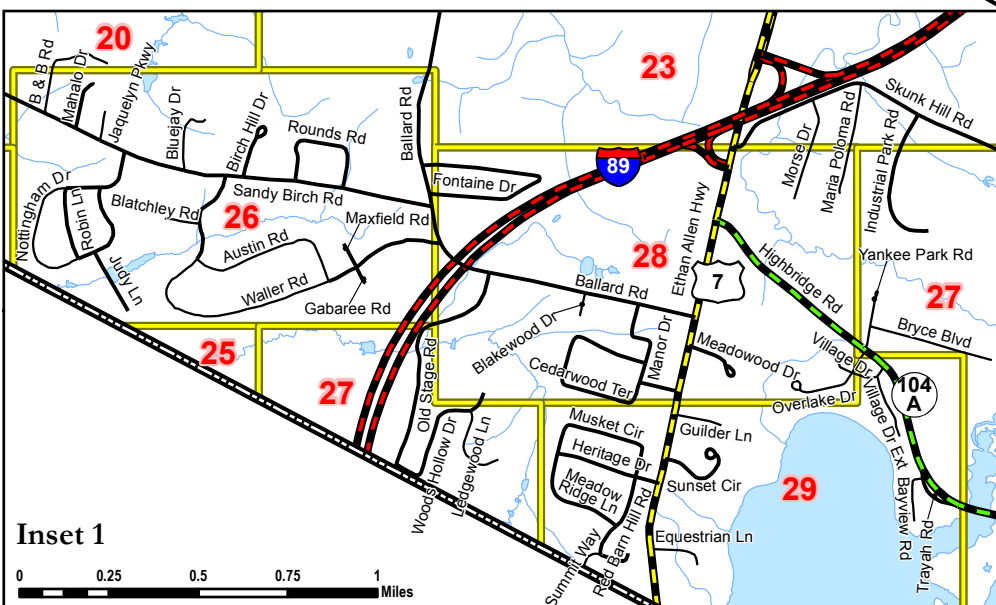 20
23
B & B Rd
Mahalo Dr
Jaquelyn Pkwy
Bluejay Dr
Birch Hill Dr
Rounds Rd
Ballard Rd
Skunk Hill Rd
Morse Dr
Maria Poloma Rd
Industrial Park Rd
89
Fontaine Dr
Nottingham Dr
Robin Ln
Blatchley Rd
Sandy Birch Rd
26
Maxfield Rd
Austin Rd
Judy Ln
Waller Rd
Gabaree Rd
28
Ethan Allen Hwy
7
Highbridge Rd
Yankee Park Rd
27
Bryce Blvd
Ballard Rd
Blakewood Dr
Manor Dr
Meadowood Dr
Village Dr
Cedarwood Ter
Overlake Dr
104
A
Village Dr Ext
25
27
Old Stage Rd
Woods Hollow Dr
Ledgewood Ln
Musket Cir
Guilder Ln
Heritage Dr
Meadow
Ridge Ln
Sunset Cir
29
Bayview Rd
Trayah Rd
Red Barn Hill Rd
Summit Way
Equestrian Ln
Inset 1
0 0.25 0.5 0.75 1
Miles